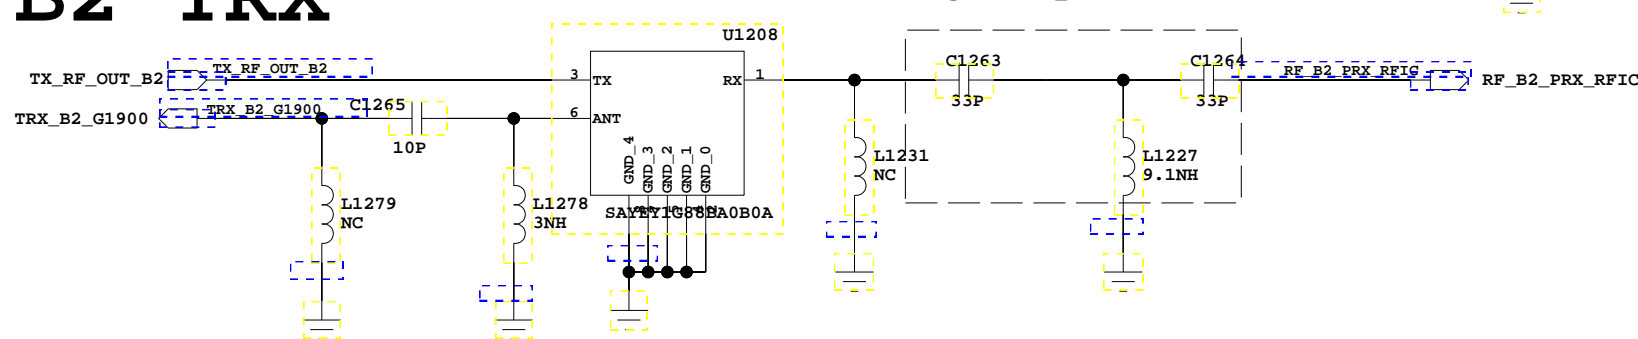 B2 TRX
U1208
TX_RF_OUT_B2
TX_RF_OUT_B2
3
TX
RX
1
C1263
33P
C1264
33P
RF_B2_PRX_RFIC
RF_B2_PRX_RFIC
TRX_B2_G1900
TRX_B2_G1900
C1265
10P
6
ANT
GND_4
GND_3
GND_2
GND_1
GND_0
L1231
NC
L1227
9.1NH
L1279
NC
L1278
3NH